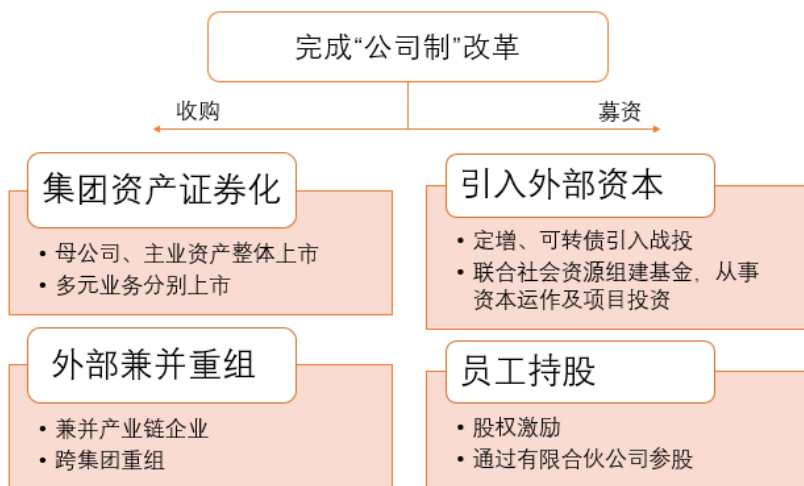 完成“公司制”改革
收购
募资
集团资产证券化
• 母公司、主业资产整体上市
• 多元业务分别上市
引入外部资本
• 定增、可转债引入战投
• 联合社会资源组建基金，从事
资本运作及项目投资
外部兼并重组
• 兼并产业链企业
• 跨集团重组
员工持股
• 股权激励
• 通过有限合伙公司参股